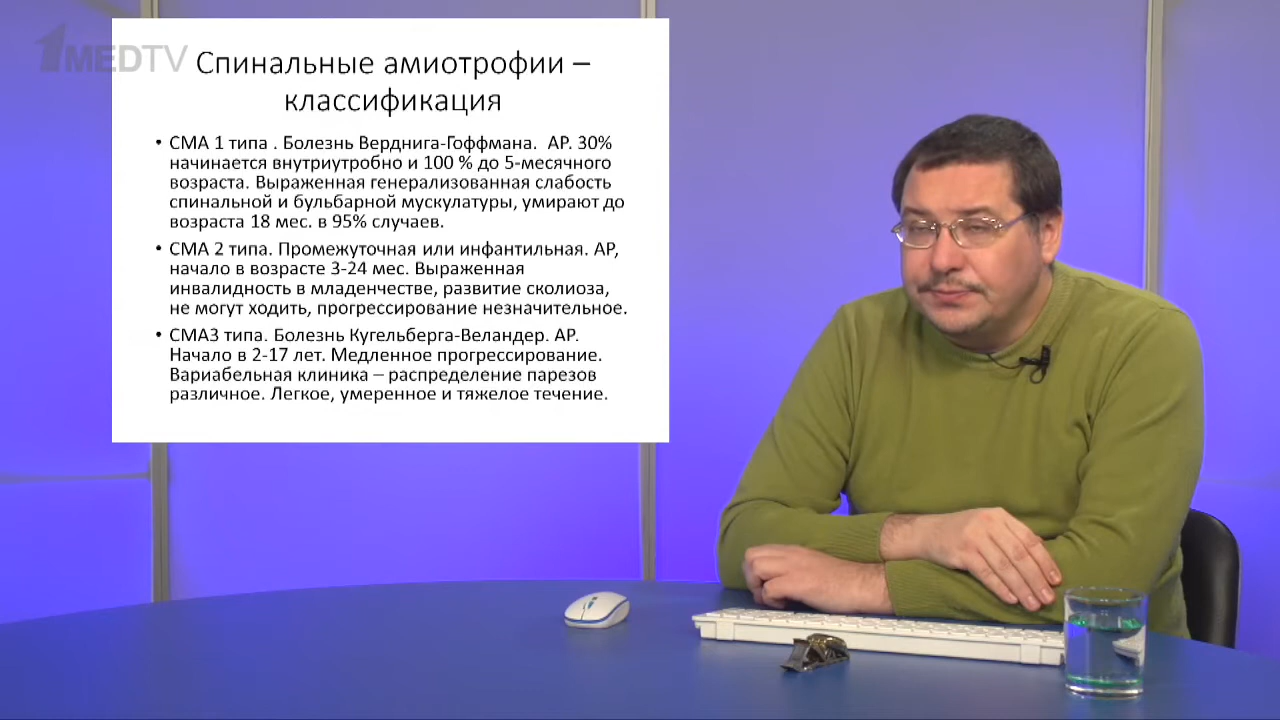 1MEDTV
Спинальные амиотрофии –
классификация
• СМА 1 типа . Болезнь Верднига-Гоффмана. АР. 30%
начинается внутриутробно и 100 % до 5-месячного
возраста. Выраженная генерализованная слабость
спинальной и бульбарной мускулатуры, умирают до
возраста 18 мес. в 95% случаев.
• СМА 2 типа. Промежуточная или инфантильная. АР,
начало в возрасте 3-24 мес. Выраженная
инвалидность в младенчестве, развитие сколиоза,
не могут ходить, прогрессирование незначительное.
• СМА3 типа. Болезнь Кугельберга-Веландер. АР.
Начало в 2-17 лет. Медленное прогрессирование.
Вариабельная клиника – распределение парезов
различное. Легкое, умеренное и тяжелое течение.